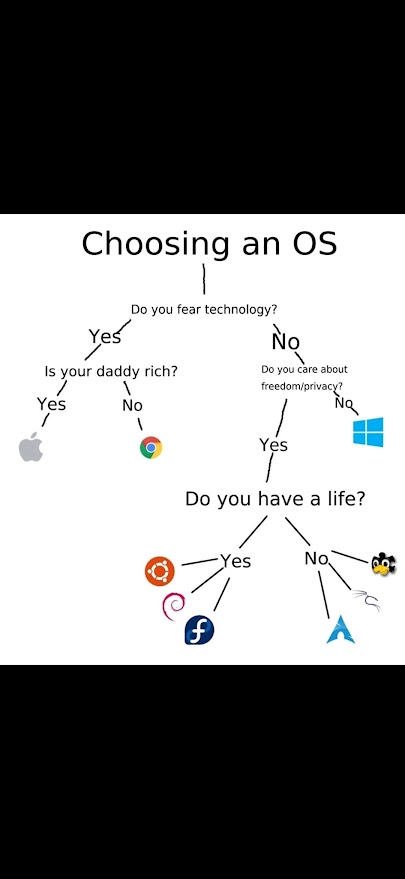 Choosing an OS
Do you fear technology?
Yes
No
Is your daddy rich?
Do you care about
freedom/privacy?
Yes
No
No
Yes
Do you have a life?
Yes
No